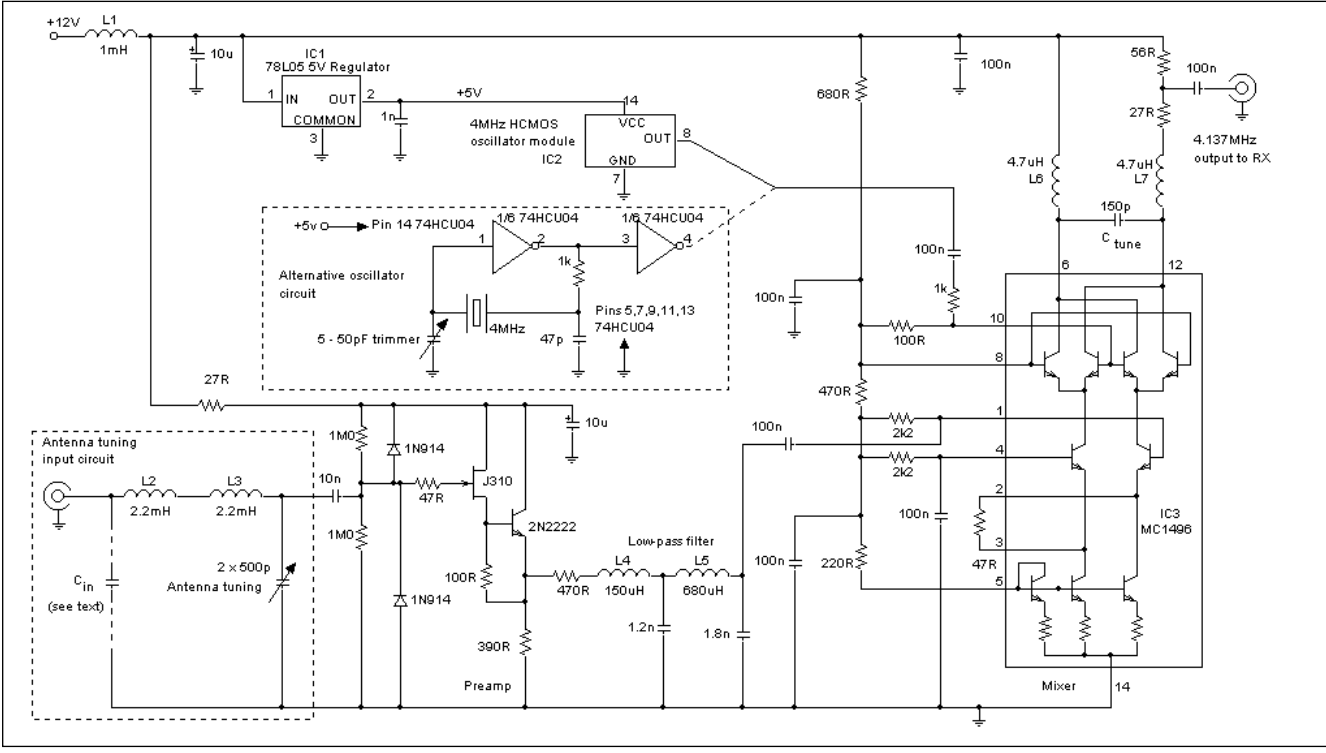 +12V
L1
1mH
10u
IC1
78L05 5V Regulator
1
IN
OUT
2
COMMON
3
+5V
1n
4MHz HCMOS
oscillator module
IC2
14
VCC
OUT
8
GND
7
680R
100n
56R
100n
27R
4.137MHz
output to RX
4.7uH
L6
4.7uH
L7
150p
C tune
+5v
Pin 14 74HCU04
1/6 74HCU04
1/6 74HCU04
1
2
3
4
1k
Alternative oscillator
circuit
4MHz
5 - 50pF trimmer
47p
Pins 5,7,9,11,13
74HCU04
100n
1k
100n
100R
6
12
10
8
27R
10u
470R
1M0
1N914
Antenna tuning
input circuit
L2
2.2mH
L3
2.2mH
10n
47R
J310
2N2222
1M0
100n
2k2
1
2k2
4
2
IC3
MC1496
3
47R
100n
100n
220R
5
Low-pass filter
L4
150uH
L5
680uH
100R
470R
C in
(see text)
2 x 500p
Antenna tuning
1N914
1.2n
1.8n
390R
Preamp
Mixer
14